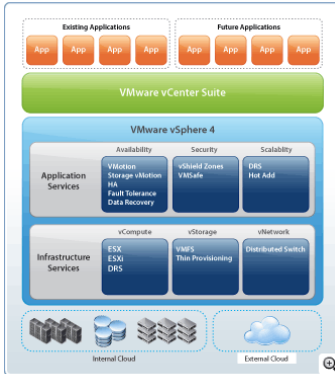 Existing Applications
Future Applications
App App App App App App App App
VMware vCenter Suite
VMware vSphere 4
Availability Security Scalablity
Application
Services
VMotion
Storage vMotion
HA
Fault Tolerance
Data Recovery
vShield Zones
VMSafe
DRS
Hot Add
vCompute vStorage vNetwork
Infrastructure
Services
ESX
ESXi
DRS
VMFS
Thin Provisioning
Distributed Switch
Internal Cloud
External Cloud